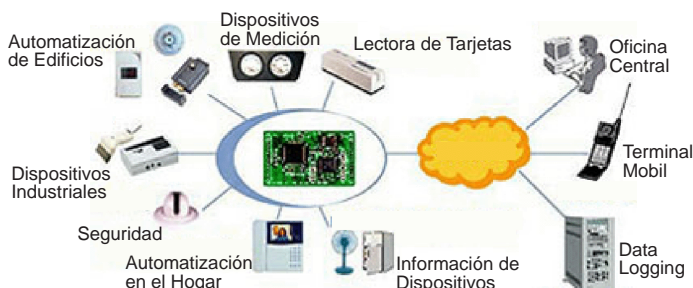 Dispositivos
de Medición
Automatización
de Edificios
Lectora de Tarjetas
Oficina
Central
Dispositivos
Industriales
Terminal
Mobil
Seguridad
Automatización
en el Hogar
Información de
Dispositivos
Data
Logging